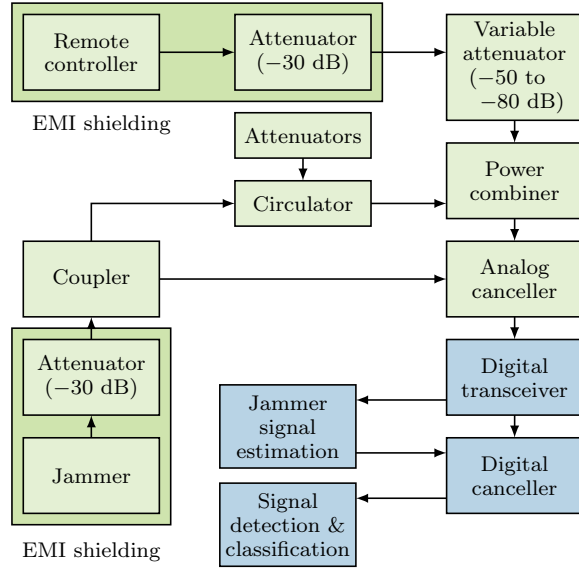 Remote
controller
Attenuator
(−30 dB)
Variable
attenuator
(−50 to
−80 dB)
EMI shielding
Attenuators
Circulator
Power
combiner
Coupler
Analog
canceller
Attenuator
(−30 dB)
Jammer
EMI shielding
Digital
transceiver
Jammer
signal
estimation
Digital
canceller
Signal
detection &
classification